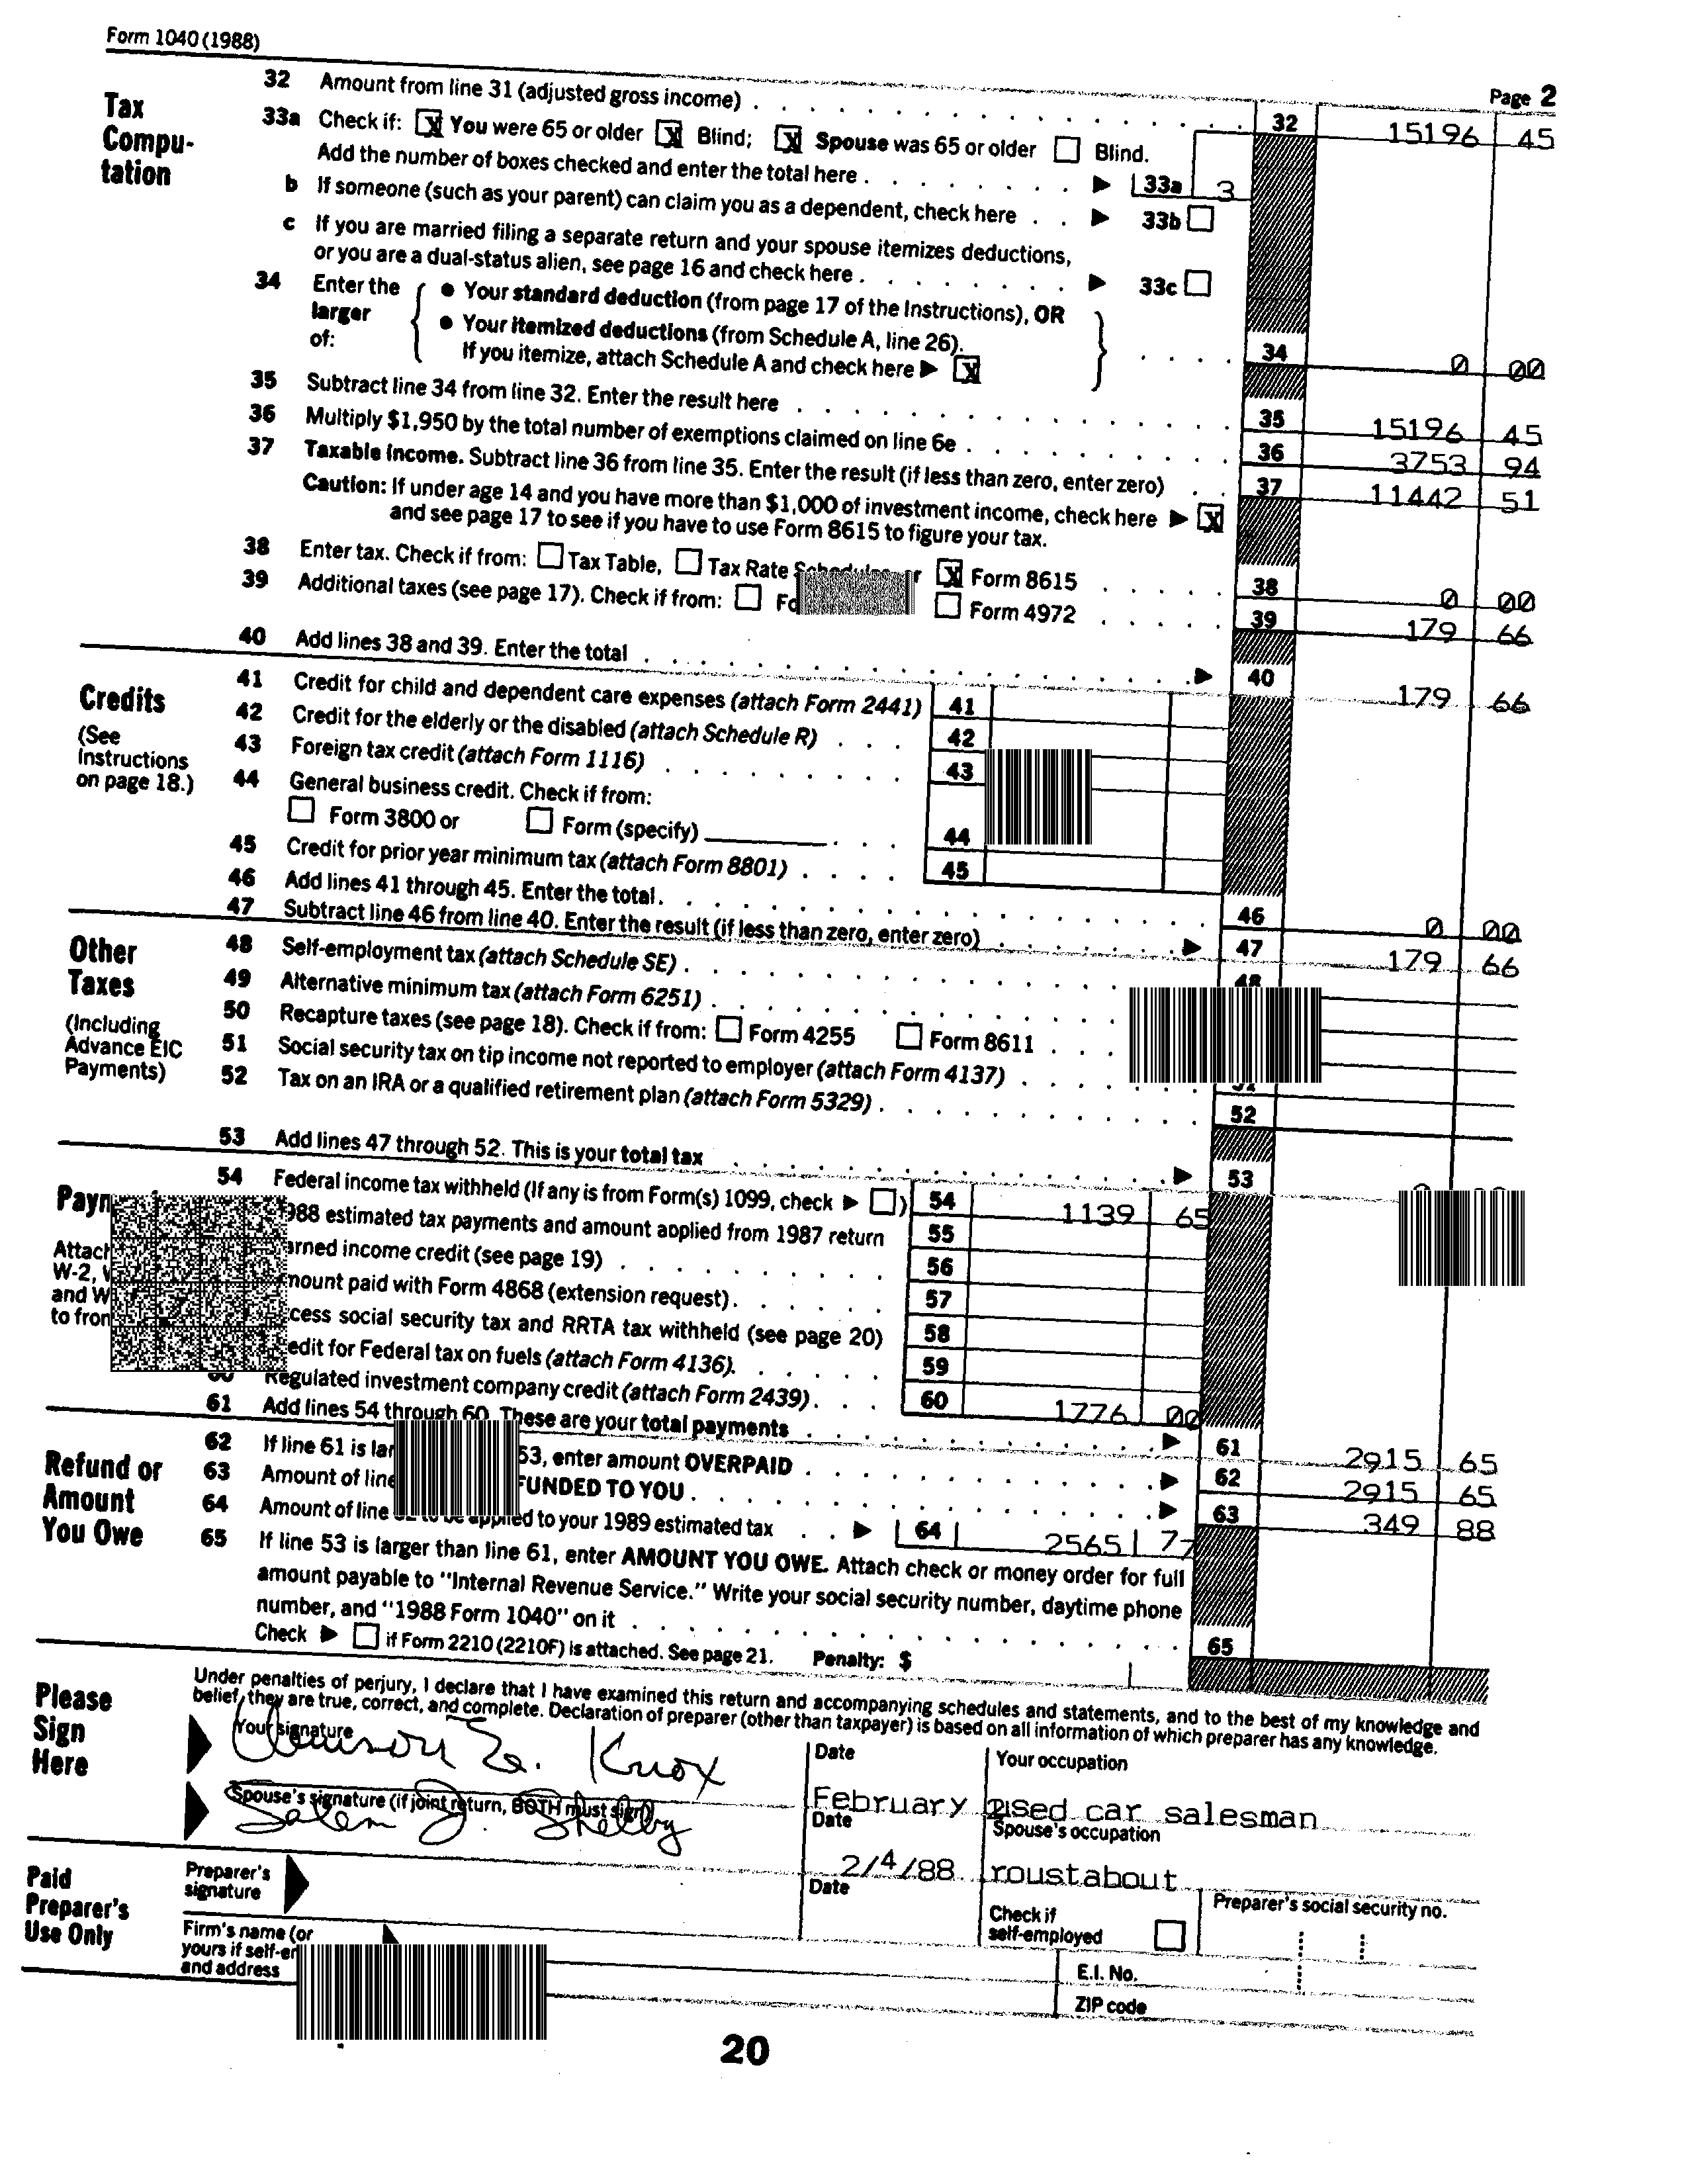 Form 1040 (1988)
Page 2
Tax Compu-tation
32 Amount from line 31 (adjusted gross income) 32 15196 45
33a Check if: [X] You were 65 or older [X] Blind; [X] Spouse was 65 or older [ ] Blind.
Add the number of boxes checked and enter the total here 33a 3
b If someone (such as your parent) can claim you as a dependent, check here 33b [ ]
c If you are married filing a separate return and your spouse itemizes deductions,
or you are a dual-status alien, see page 16 and check here 33c [ ]
34 Enter the larger of:
• Your standard deduction (from page 17 of the Instructions), OR
• Your itemized deductions (from Schedule A, line 26).
If you itemize, attach Schedule A and check here [X] 34 0 00
35 Subtract line 34 from line 32. Enter the result here 35 15196 45
36 Multiply $1,950 by the total number of exemptions claimed on line 6e 36 3753 94
37 Taxable income. Subtract line 36 from line 35. Enter the result (if less than zero, enter zero) 37 11442 51
Caution: If under age 14 and you have more than $1,000 of investment income, check here [X]
and see page 17 to see if you have to use Form 8615 to figure your tax.
38 Enter tax. Check if from: [ ] Tax Table, [ ] Tax Rate [X] Form 8615 38 0 00
39 Additional taxes (see page 17). Check if from: [ ] [ ] Form 4972 39 179 66
40 Add lines 38 and 39. Enter the total 40 179 66
Credits
(See Instructions on page 18.)
41 Credit for child and dependent care expenses (attach Form 2441) 41
42 Credit for the elderly or the disabled (attach Schedule R) 42
43 Foreign tax credit (attach Form 1116) 43
44 General business credit. Check if from:
[ ] Form 3800 or [ ] Form (specify) 44
45 Credit for prior year minimum tax (attach Form 8801) 45
46 Add lines 41 through 45. Enter the total. 46 0 00
47 Subtract line 46 from line 40. Enter the result (if less than zero, enter zero) 47 179 66
Other Taxes
(Including Advance EIC Payments)
48 Self-employment tax (attach Schedule SE)
49 Alternative minimum tax (attach Form 6251)
50 Recapture taxes (see page 18). Check if from: [ ] Form 4255 [ ] Form 8611
51 Social security tax on tip income not reported to employer (attach Form 4137)
52 Tax on an IRA or a qualified retirement plan (attach Form 5329) 52
53 Add lines 47 through 52. This is your total tax 53
Attach
W-2,
and
54 Federal income tax withheld (If any is from Form(s) 1099, check [ ]) 54 1139 65
estimated tax payments and amount applied from 1987 return 55
income credit (see page 19) 56
paid with Form 4868 (extension request). 57
social security tax and RRTA tax withheld (see page 20) 58
for Federal tax on fuels (attach Form 4136). 59
Regulated investment company credit (attach Form 2439) 60 1776 00
61 Add lines 54 through 60. These are your total payments 61 2915 65
Refund or Amount You Owe
62 If line 61 is 53, enter amount OVERPAID 62 2915 65
63 Amount of line TO YOU 63 349 88
64 Amount of line to be applied to your 1989 estimated tax 64 2565 77
65 If line 53 is larger than line 61, enter AMOUNT YOU OWE. Attach check or money order for full
amount payable to "Internal Revenue Service." Write your social security number, daytime phone
number, and "1988 Form 1040" on it 65
Check [ ] if Form 2210 (2210F) is attached. See page 21. Penalty: $
Please Sign Here
Under penalties of perjury, I declare that I have examined this return and accompanying schedules and statements, and to the best of my knowledge and
belief, they are true, correct, and complete. Declaration of preparer (other than taxpayer) is based on all information of which preparer has any knowledge.
Your signature E. Knox
Date February
Your occupation used car salesman
Spouse's signature (if joint return, BOTH must sign) Salem J. Shelby
Date 2/4/88
Spouse's occupation roustabout
Paid Preparer's Use Only
Preparer's signature
Date
Check if self-employed [ ]
Preparer's social security no.
Firm's name (or
yours if
and address
E.I. No.
ZIP code
20